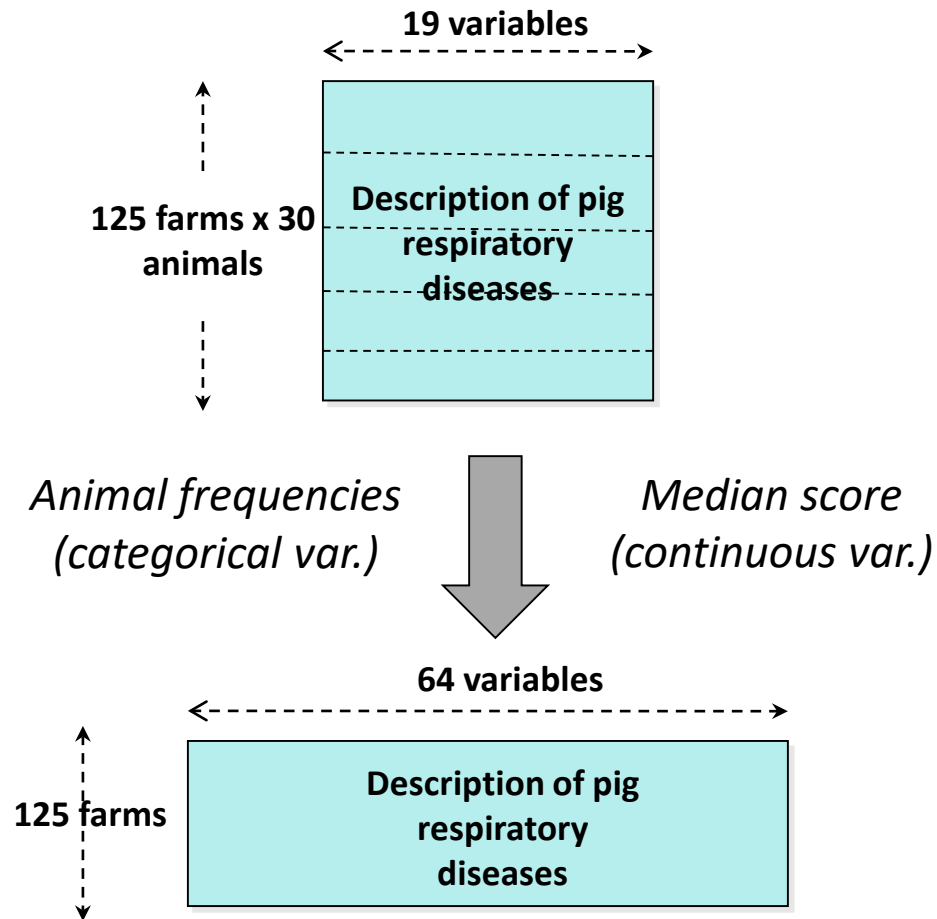 19 variables
125 farms x 30
animals
Description of pig
respiratory
diseases
Animal frequencies
(categorical var.)
Median score
(continuous var.)
64 variables
125 farms
Description of pig
respiratory
diseases